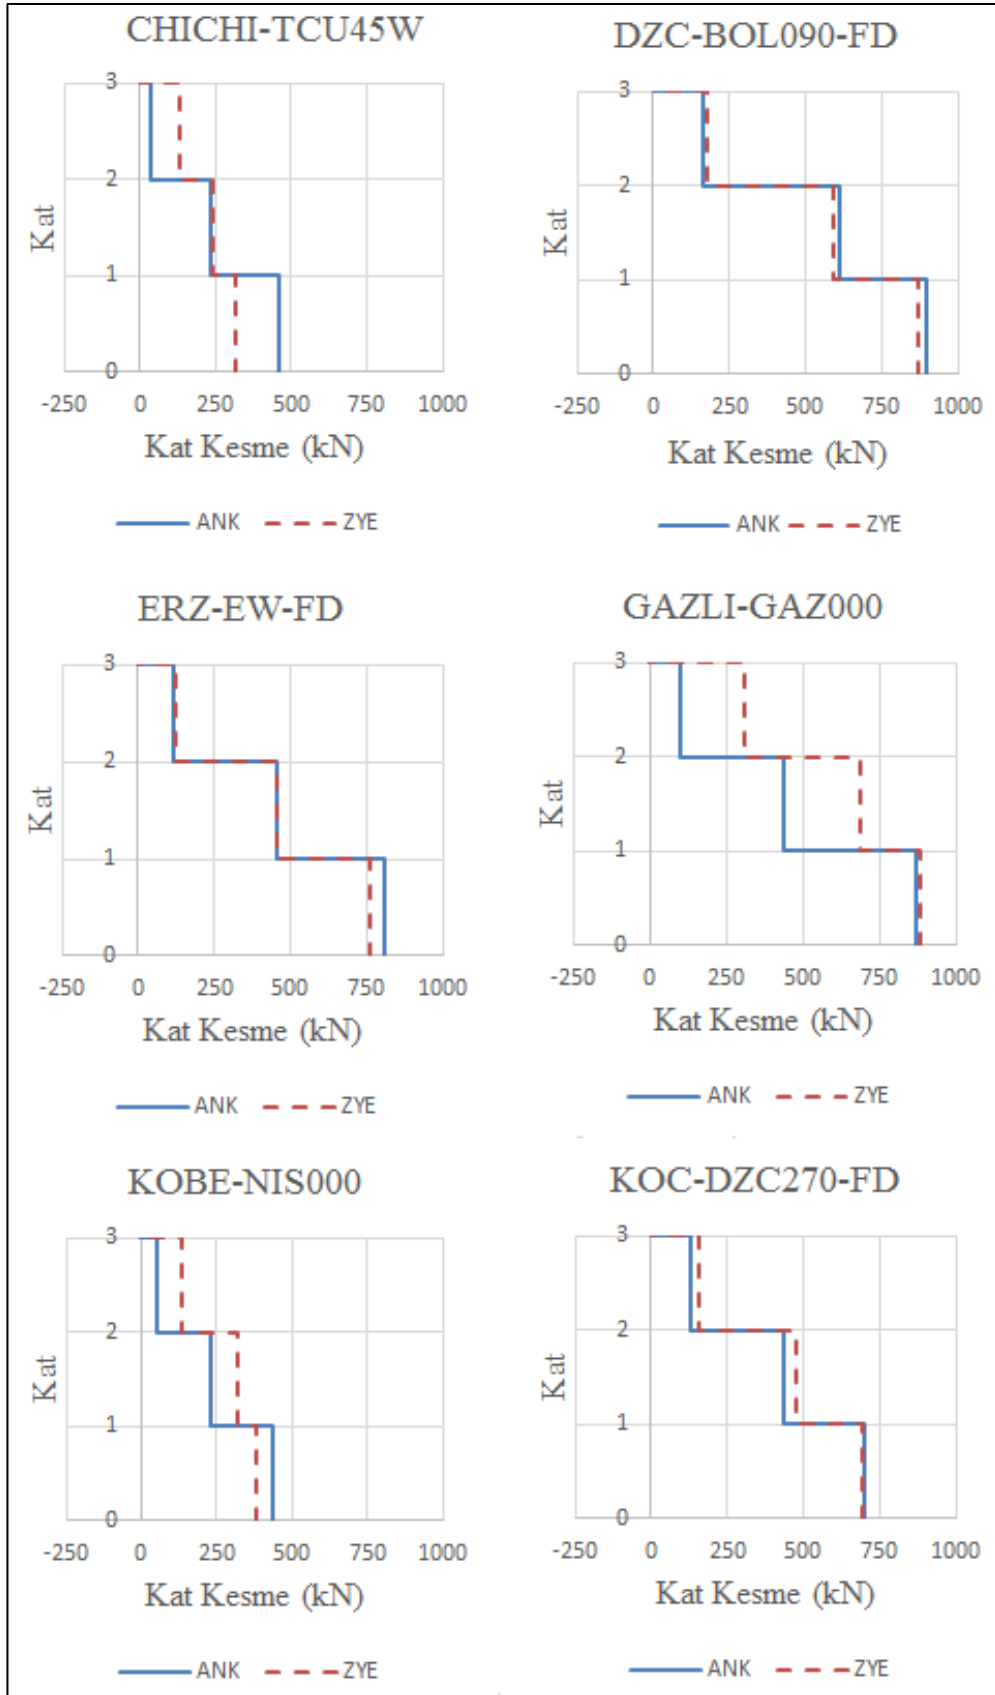 CHICHI-TCU45W
3
2
1
0
Kat
-250 0 250 500 750 1000
Kat Kesme (kN)
ANK ZYE
DZC-BOL090-FD
3
2
1
0
Kat
-250 0 250 500 750 1000
Kat Kesme (kN)
ANK ZYE
ERZ-EW-FD
3
2
1
0
Kat
-250 0 250 500 750 1000
Kat Kesme (kN)
ANK ZYE
GAZLI-GAZ000
3
2
1
0
Kat
-250 0 250 500 750 1000
Kat Kesme (kN)
ANK ZYE
KOBE-NIS000
3
2
1
0
Kat
-250 0 250 500 750 1000
Kat Kesme (kN)
ANK ZYE
KOC-DZC270-FD
3
2
1
0
Kat
-250 0 250 500 750 1000
Kat Kesme (kN)
ANK ZYE